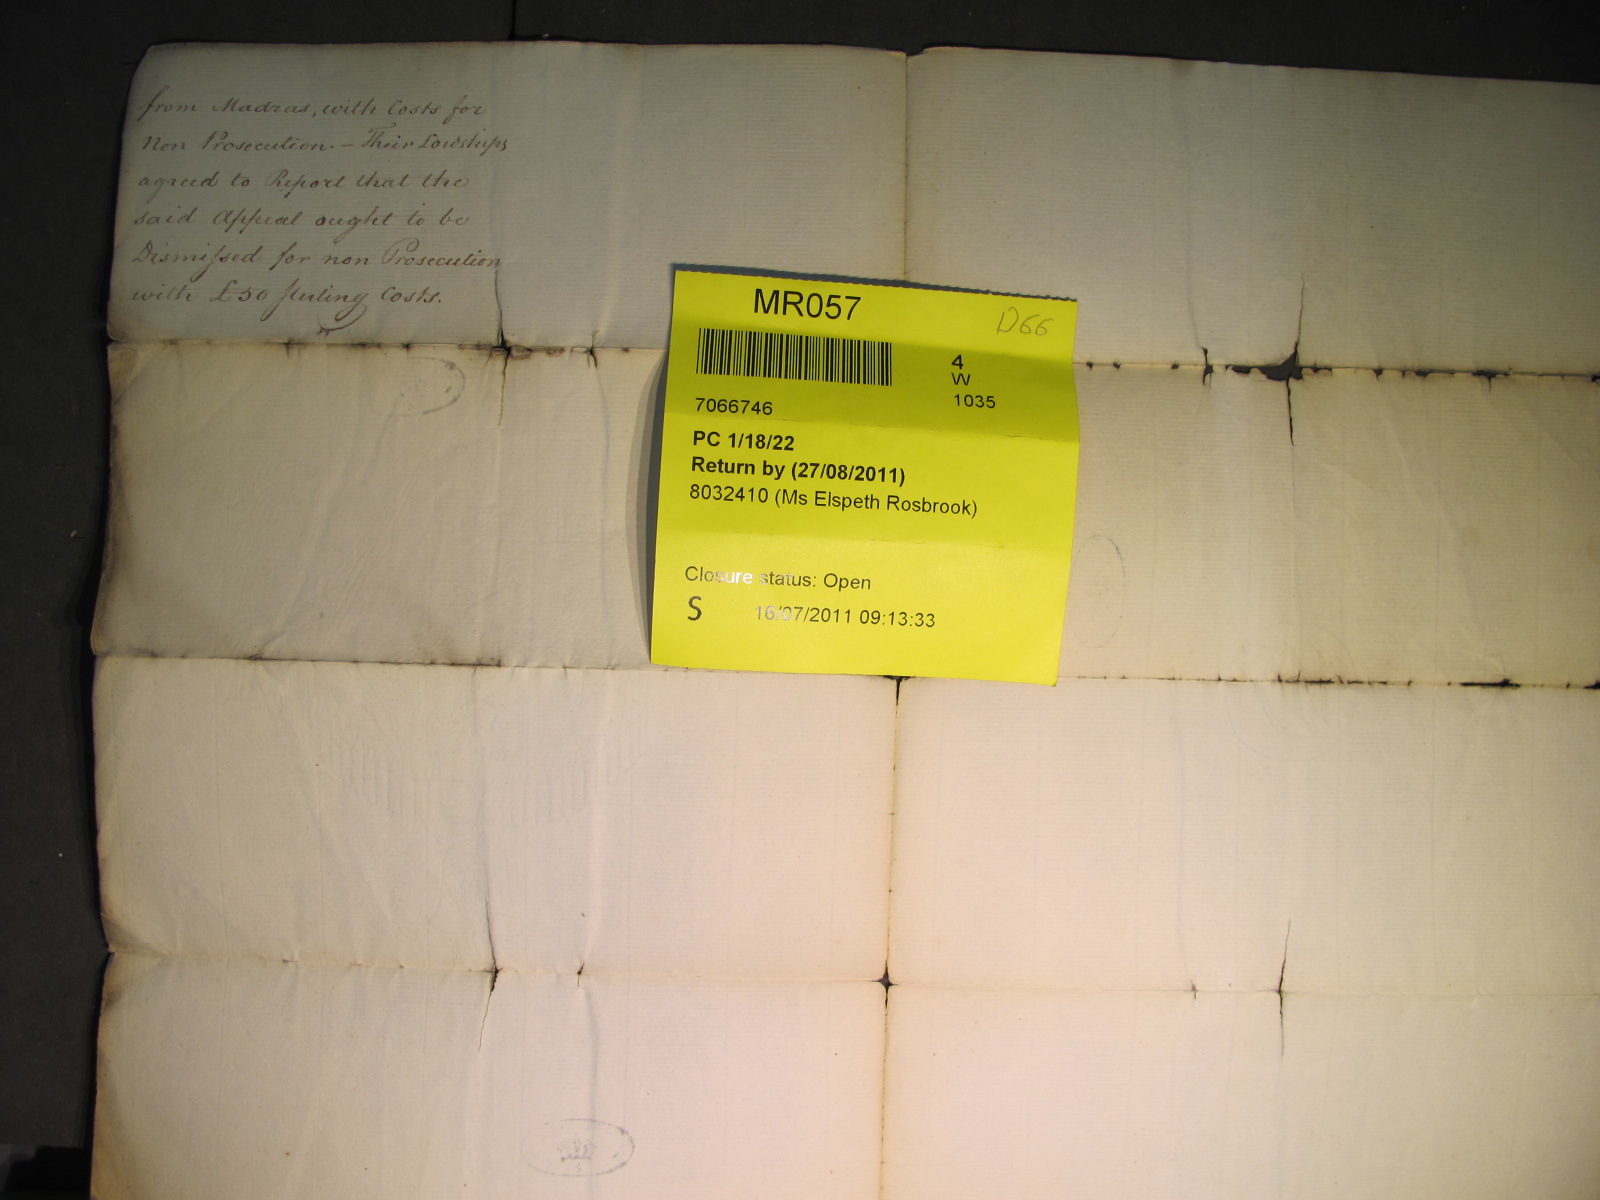 from Madras, with Costs for
Non Prosecution. – Their Lordships
agreed to Report that the
said Appeal ought to be
Dismissed for non Prosecution
with £50 sterling Costs.
MR057
D66
4
W
1035
7066746
PC 1/18/22
Return by (27/08/2011)
8032410 (Ms Elspeth Rosbrook)
Closure status: Open
S 16/07/2011 09:13:33